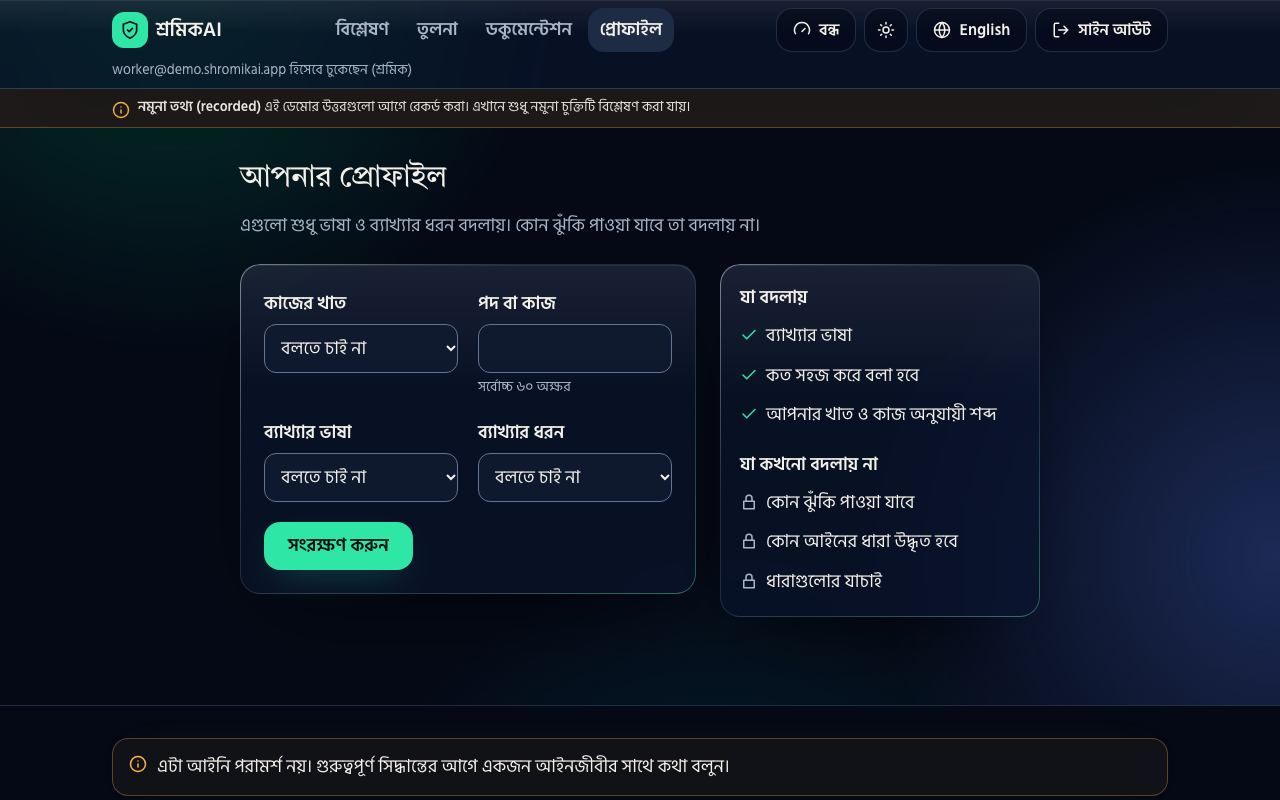 শ্রমিকAI
বিশ্লেষণ
তুলনা
ডকুমেন্টেশন
প্রোফাইল
বন্ধ
English
সাইন আউট
worker@demo.shromikai.app হিসেবে ঢুকেছেন (শ্রমিক)
নমুনা তথ্য (recorded) এই ডেমোর উত্তরগুলো আগে রেকর্ড করা। এখানে শুধু নমুনা চুক্তিটি বিশ্লেষণ করা যায়।
আপনার প্রোফাইল
এগুলো শুধু ভাষা ও ব্যাখ্যার ধরন বদলায়। কোন ঝুঁকি পাওয়া যাবে তা বদলায় না।
কাজের খাত
বলতে চাই না
পদ বা কাজ
সর্বোচ্চ ৬০ অক্ষর
ব্যাখ্যার ভাষা
বলতে চাই না
ব্যাখ্যার ধরন
বলতে চাই না
সংরক্ষণ করুন
যা বদলায়
ব্যাখ্যার ভাষা
কত সহজ করে বলা হবে
আপনার খাত ও কাজ অনুযায়ী শব্দ
যা কখনো বদলায় না
কোন ঝুঁকি পাওয়া যাবে
কোন আইনের ধারা উদ্ধৃত হবে
ধারাগুলোর যাচাই
এটা আইনি পরামর্শ নয়। গুরুত্বপূর্ণ সিদ্ধান্তের আগে একজন আইনজীবীর সাথে কথা বলুন।